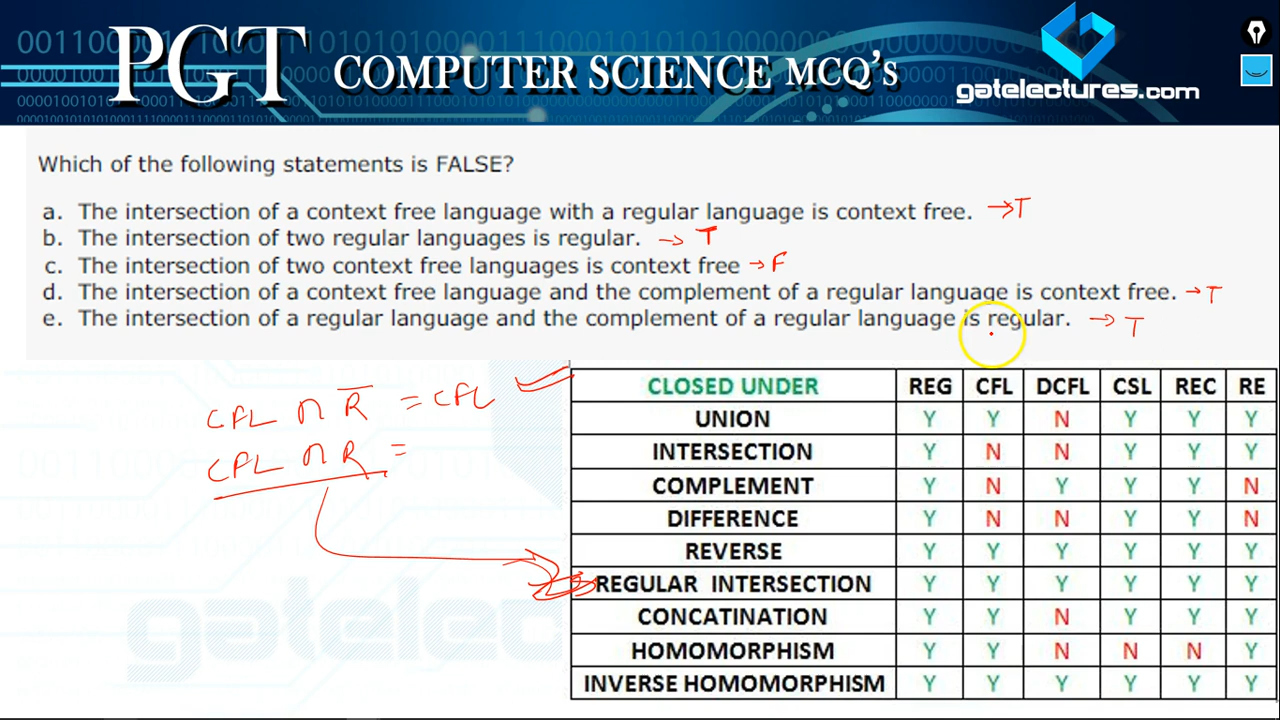 PGT COMPUTER SCIENCE MCQ's
gatelectures.com
Which of the following statements is FALSE?
a. The intersection of a context free language with a regular language is context free. → T
b. The intersection of two regular languages is regular. → T
c. The intersection of two context free languages is context free → F
d. The intersection of a context free language and the complement of a regular language is context free. → T
e. The intersection of a regular language and the complement of a regular language is regular. → T
CFL ∩ R̅ = CFL
CFL ∩ R =
CLOSED UNDER REG CFL DCFL CSL REC RE
UNION Y Y N Y Y Y
INTERSECTION Y N N Y Y Y
COMPLEMENT Y N Y Y Y N
DIFFERENCE Y N N Y Y N
REVERSE Y Y Y Y Y Y
REGULAR INTERSECTION Y Y Y Y Y Y
CONCATINATION Y Y N Y Y Y
HOMOMORPHISM Y Y N N N Y
INVERSE HOMOMORPHISM Y Y Y Y Y Y
gatelec